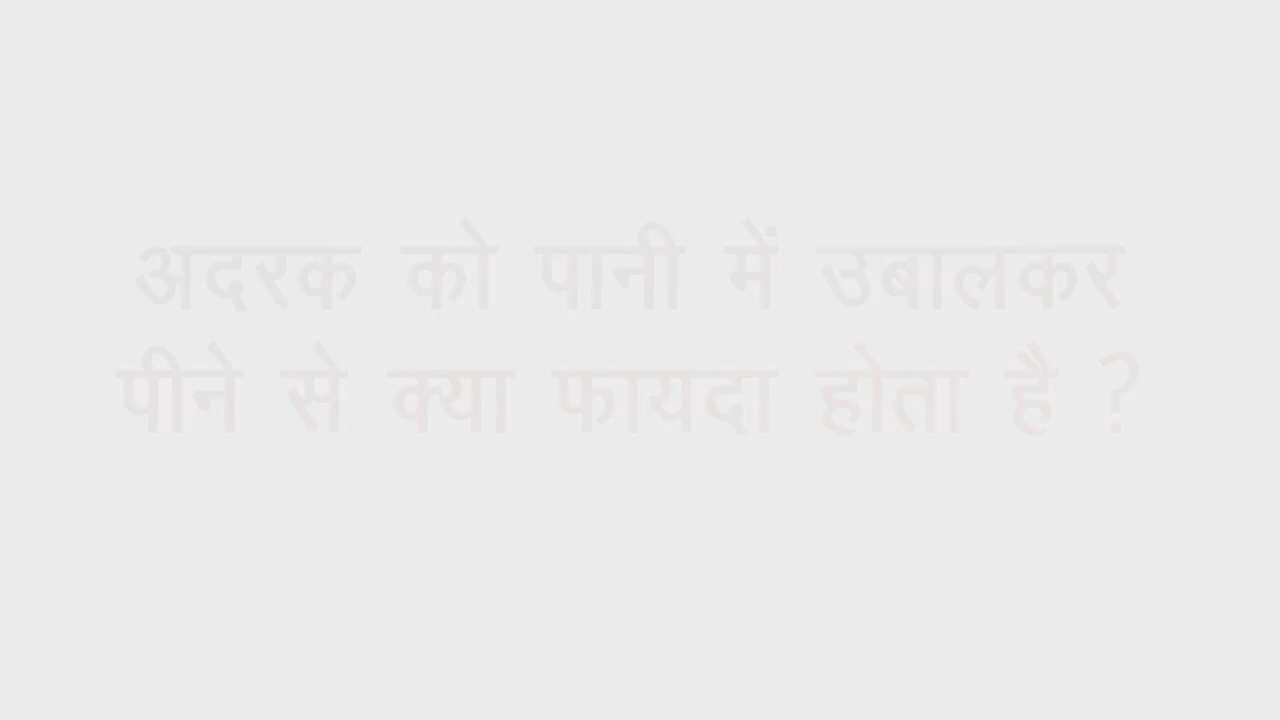 अदरक को पानी में उबालकर
पीने से क्या फायदा होता है ?